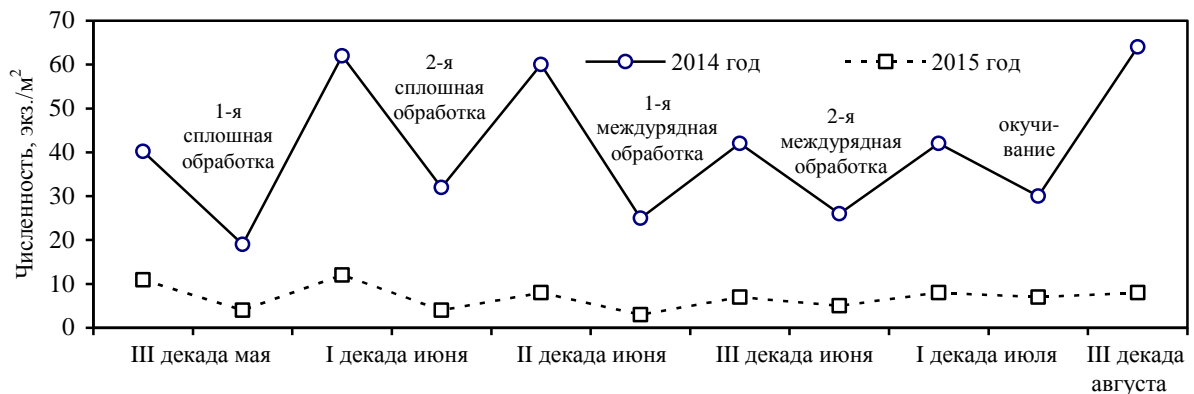 Численность, экз./м²
70
60
50
40
30
20
10
0
1-я
сплошная
обработка
2-я
сплошная
обработка
2014 год
2015 год
1-я
междурядная
обработка
2-я
междурядная
обработка
окучи-
вание
III декада мая
I декада июня
II декада июня
III декада июня
I декада июля
III декада
августа